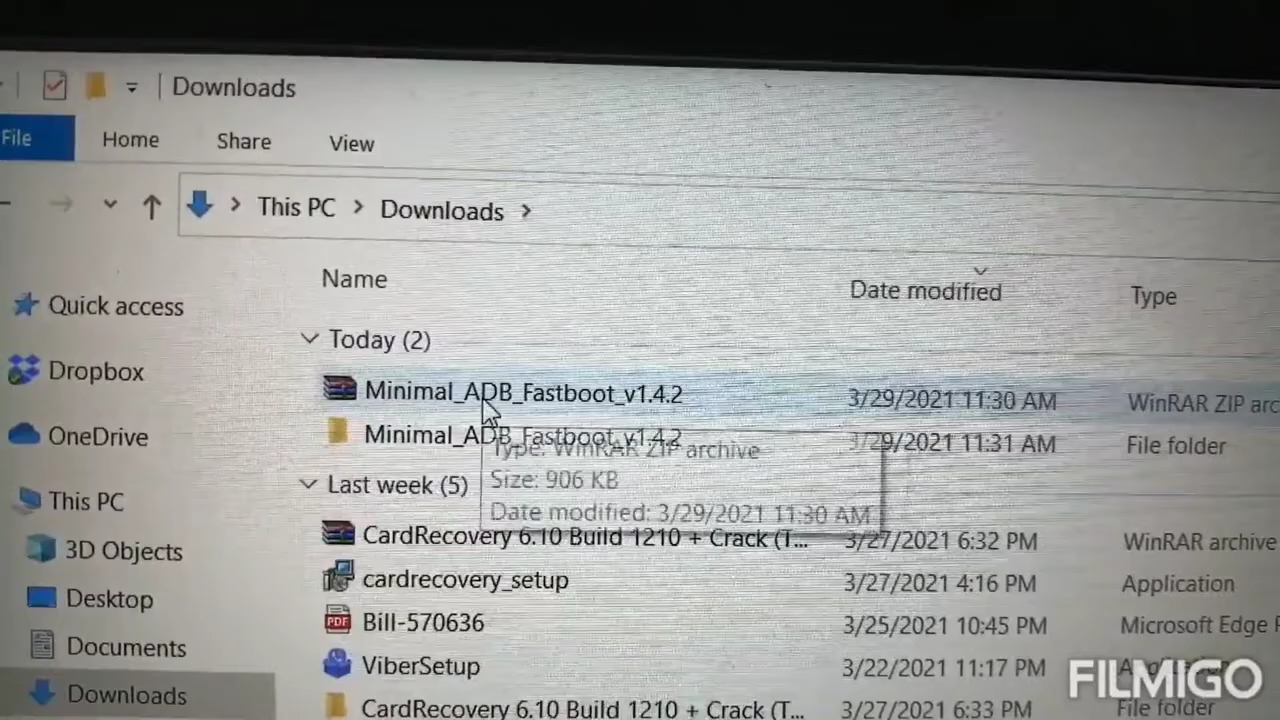 Downloads
File Home Share View
This PC > Downloads >
Name Date modified Type
Quick access
Dropbox
OneDrive
This PC
3D Objects
Desktop
Documents
Downloads
Today (2)
Minimal_ADB_Fastboot_v1.4.2 3/29/2021 11:30 AM WinRAR ZIP arc
Minimal_ADB_Fastboot_v1.4.2 3/29/2021 11:31 AM File folder
Type: WinRAR ZIP archive
Size: 906 KB
Date modified: 3/29/2021 11:30 AM
Last week (5)
CardRecovery 6.10 Build 1210 + Crack (T... 3/27/2021 6:32 PM WinRAR archive
cardrecovery_setup 3/27/2021 4:16 PM Application
Bill-570636 3/25/2021 10:45 PM Microsoft Edge P
ViberSetup 3/22/2021 11:17 PM Application
CardRecovery 6.10 Build 1210 + Crack (T... 3/27/2021 6:33 PM File folder
PDF
FILMIGO